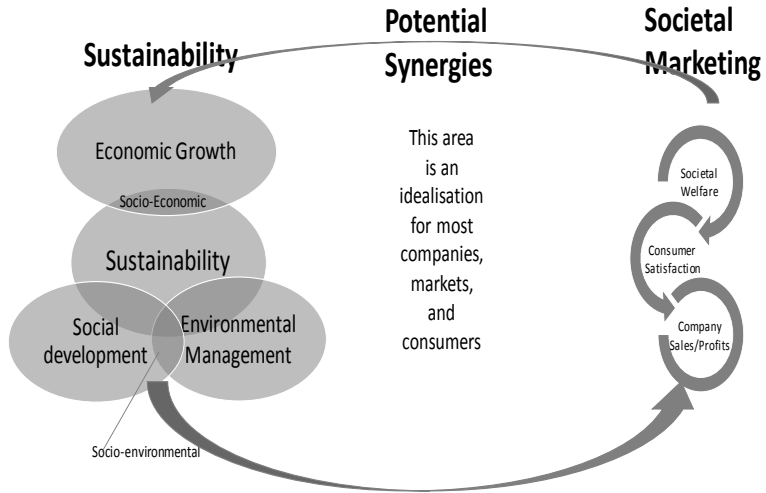 Sustainability
Economic Growth
Socio-Economic
Sustainability
Social
development
Environmental
Management
Socio-environmental
Potential
Synergies
This area
is an
idealisation
for most
companies,
markets,
and
consumers
Societal
Marketing
Societal
Welfare
Consumer
Satisfaction
Company
Sales/Profits